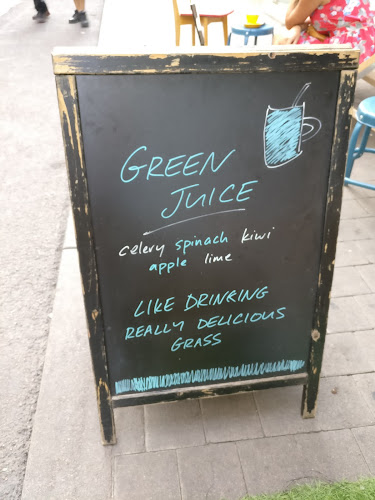 GREEN
JUICE
celery spinach kiwi
apple lime
LIKE DRINKING
REALLY DELICIOUS
GRASS